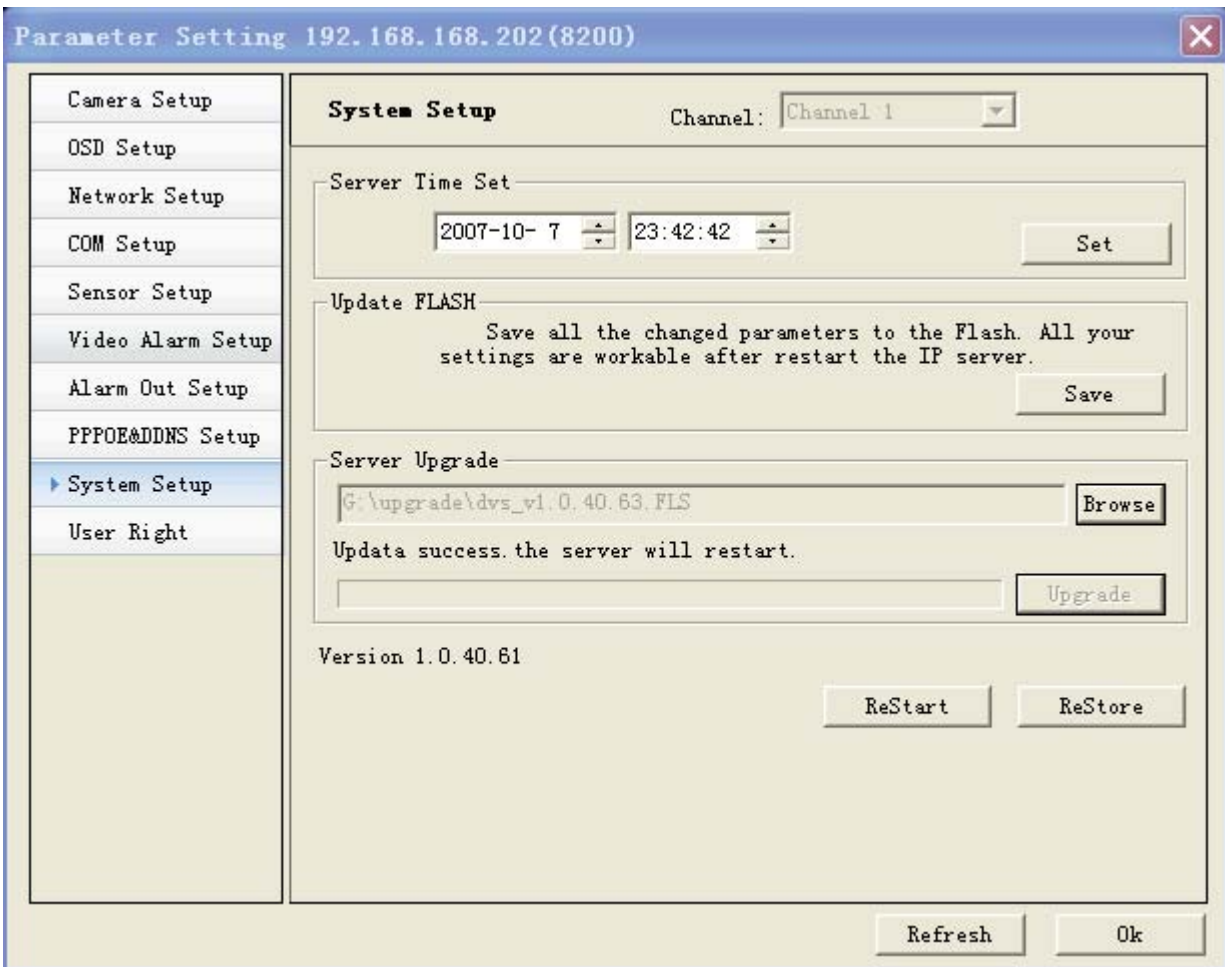 Parameter Setting 192.168.168.202(8200)
Camera Setup
OSD Setup
Network Setup
COM Setup
Sensor Setup
Video Alarm Setup
Alarm Out Setup
PPPOE&DDNS Setup
System Setup
User Right
System Setup
Channel: Channel 1
Server Time Set
2007-10- 7 23:42:42
Set
Update FLASH
Save all the changed parameters to the Flash. All your
settings are workable after restart the IP server.
Save
Server Upgrade
G:\upgrade\dvs_v1.0.40.63.FLS
Browse
Updata success.the server will restart.
Upgrade
Version 1.0.40.61
ReStart ReStore
Refresh Ok